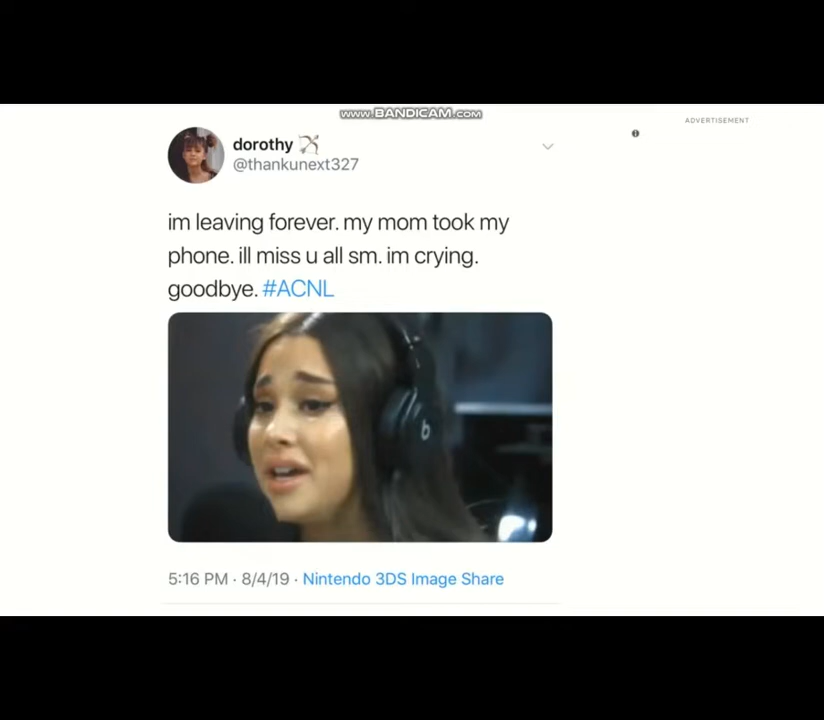 www.BANDICAM.com
ADVERTISEMENT
dorothy
@thankunext327
im leaving forever. my mom took my
phone. ill miss u all sm. im crying.
goodbye. #ACNL
b
5:16 PM · 8/4/19 · Nintendo 3DS Image Share